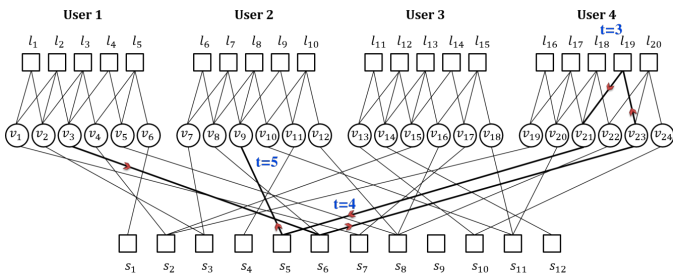 User 1 User 2 User 3 User 4
t=3
l₁ l₂ l₃ l₄ l₅ l₆ l₇ l₈ l₉ l₁₀ l₁₁ l₁₂ l₁₃ l₁₄ l₁₅ l₁₆ l₁₇ l₁₈ l₁₉ l₂₀
v₁ v₂ v₃ v₄ v₅ v₆ v₇ v₈ v₉ v₁₀ v₁₁ v₁₂ v₁₃ v₁₄ v₁₅ v₁₆ v₁₇ v₁₈ v₁₉ v₂₀ v₂₁ v₂₂ v₂₃ v₂₄
t=5
t=4
s₁ s₂ s₃ s₄ s₅ s₆ s₇ s₈ s₉ s₁₀ s₁₁ s₁₂